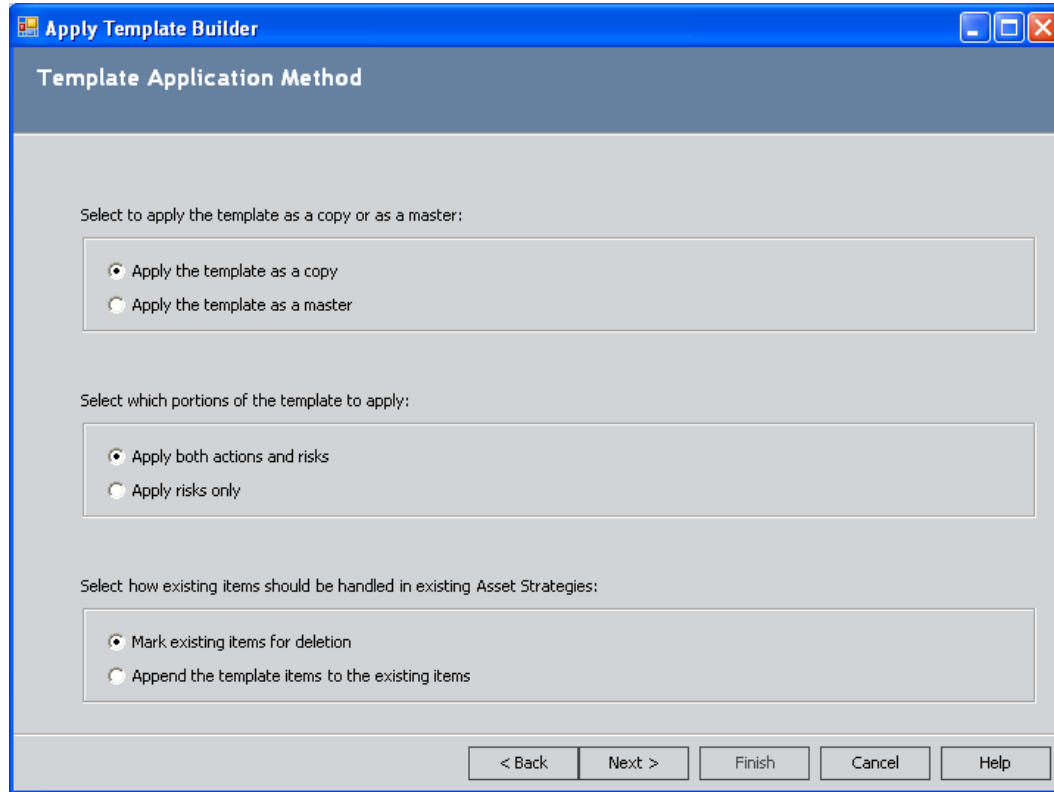 Apply Template Builder
Template Application Method
Select to apply the template as a copy or as a master:
Apply the template as a copy
Apply the template as a master
Select which portions of the template to apply:
Apply both actions and risks
Apply risks only
Select how existing items should be handled in existing Asset Strategies:
Mark existing items for deletion
Append the template items to the existing items
< Back Next > Finish Cancel Help